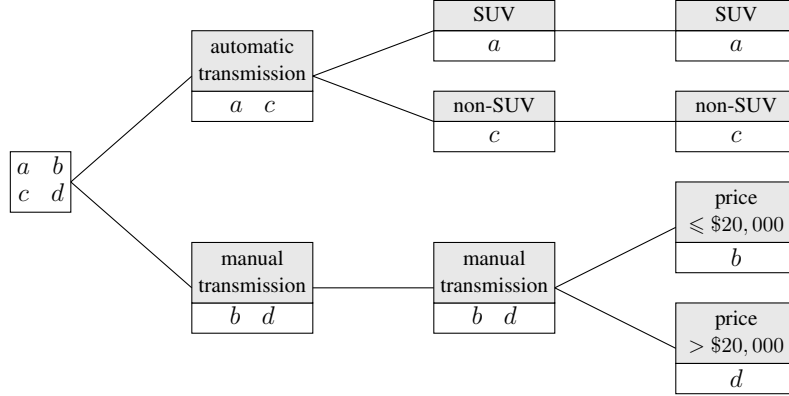 a b
c d
automatic
transmission
a c
manual
transmission
b d
SUV
a
non-SUV
c
manual
transmission
b d
SUV
a
non-SUV
c
price
⩽ $20,000
b
price
> $20,000
d